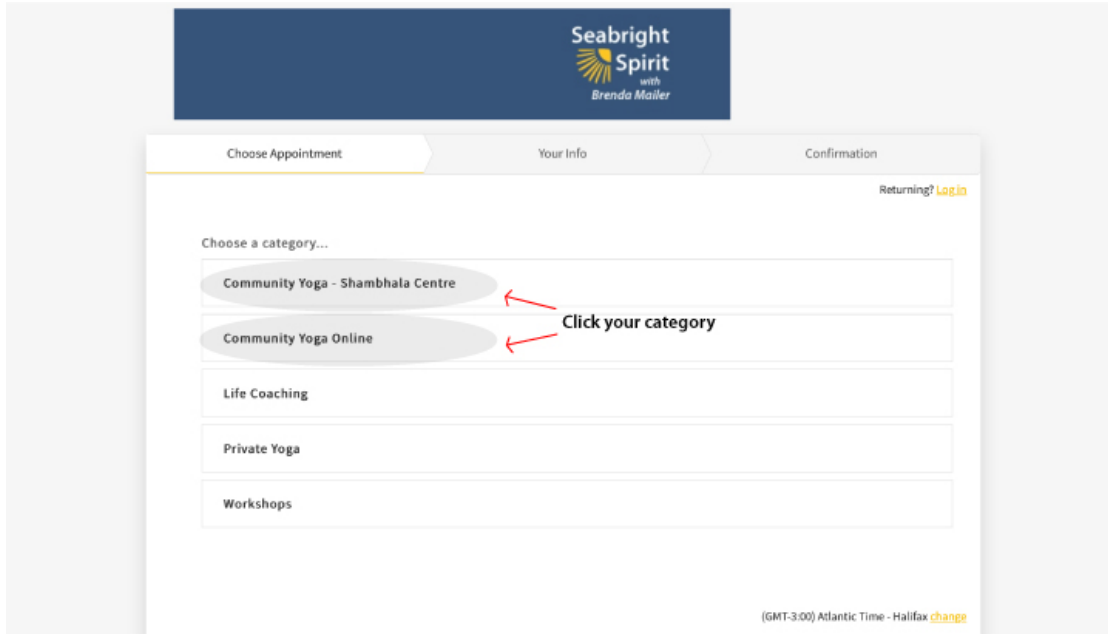 Seabright
Spirit
with
Brenda Mailer
Choose Appointment
Your Info
Confirmation
Returning? Log in
Choose a category...
Community Yoga - Shambhala Centre
Click your category
Community Yoga Online
Life Coaching
Private Yoga
Workshops
(GMT-3:00) Atlantic Time - Halifax change